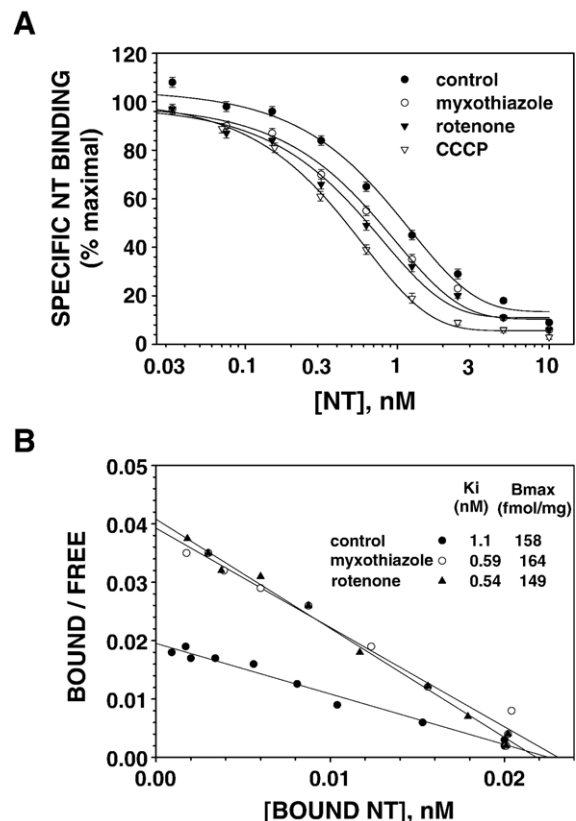 A
SPECIFIC NT BINDING
(% maximal)
120
100
80
60
40
20
0
control
myxothiazole
rotenone
CCCP
0.03 0.1 0.3 1 3 10
[NT], nM
B
BOUND / FREE
0.05
0.04
0.03
0.02
0.01
0.00
Ki Bmax
(nM) (fmol/mg)
control 1.1 158
myxothiazole 0.59 164
rotenone 0.54 149
0.00 0.01 0.02
[BOUND NT], nM